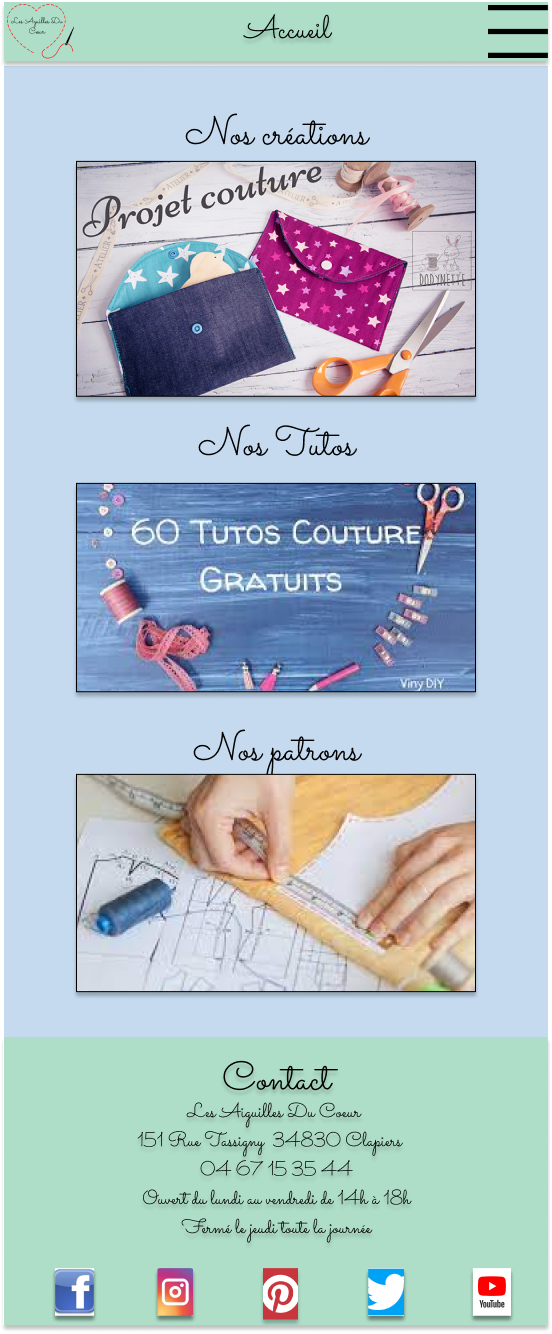 Les Aiguilles Du
Coeur
Accueil
Nos créations
Projet couture
ATELIER
DODYNETTE
Nos Tutos
60 TUTOS COUTURE
GRATUITS
Viny DIY
Nos patrons
Contact
Les Aiguilles Du Coeur
151 Rue Tassigny 34830 Clapiers
04 67 15 35 44
Ouvert du lundi au vendredi de 14h à 18h
Fermé le jeudi toute la journée
YouTube